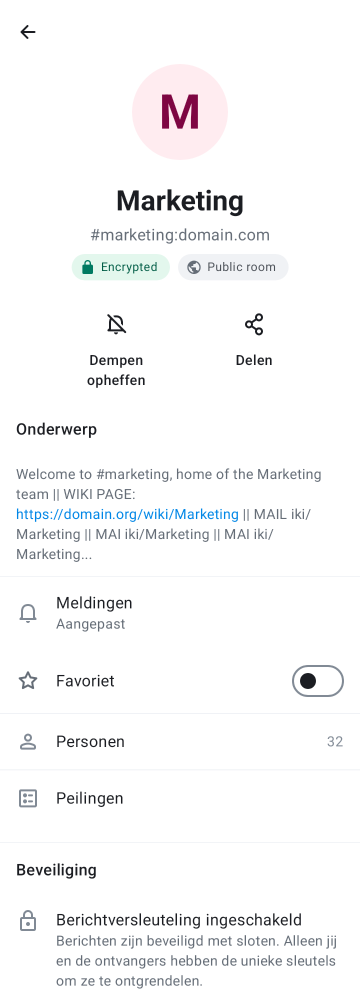 M
Marketing
#marketing:domain.com
Encrypted
Public room
Dempen
opheffen
Delen
Onderwerp
Welcome to #marketing, home of the Marketing
team || WIKI PAGE:
https://domain.org/wiki/Marketing || MAIL iki/
Marketing || MAI iki/Marketing || MAI iki/
Marketing...
Meldingen
Aangepast
Favoriet
Personen
32
Peilingen
Beveiliging
Berichtversleuteling ingeschakeld
Berichten zijn beveiligd met sloten. Alleen jij
en de ontvangers hebben de unieke sleutels
om ze te ontgrendelen.